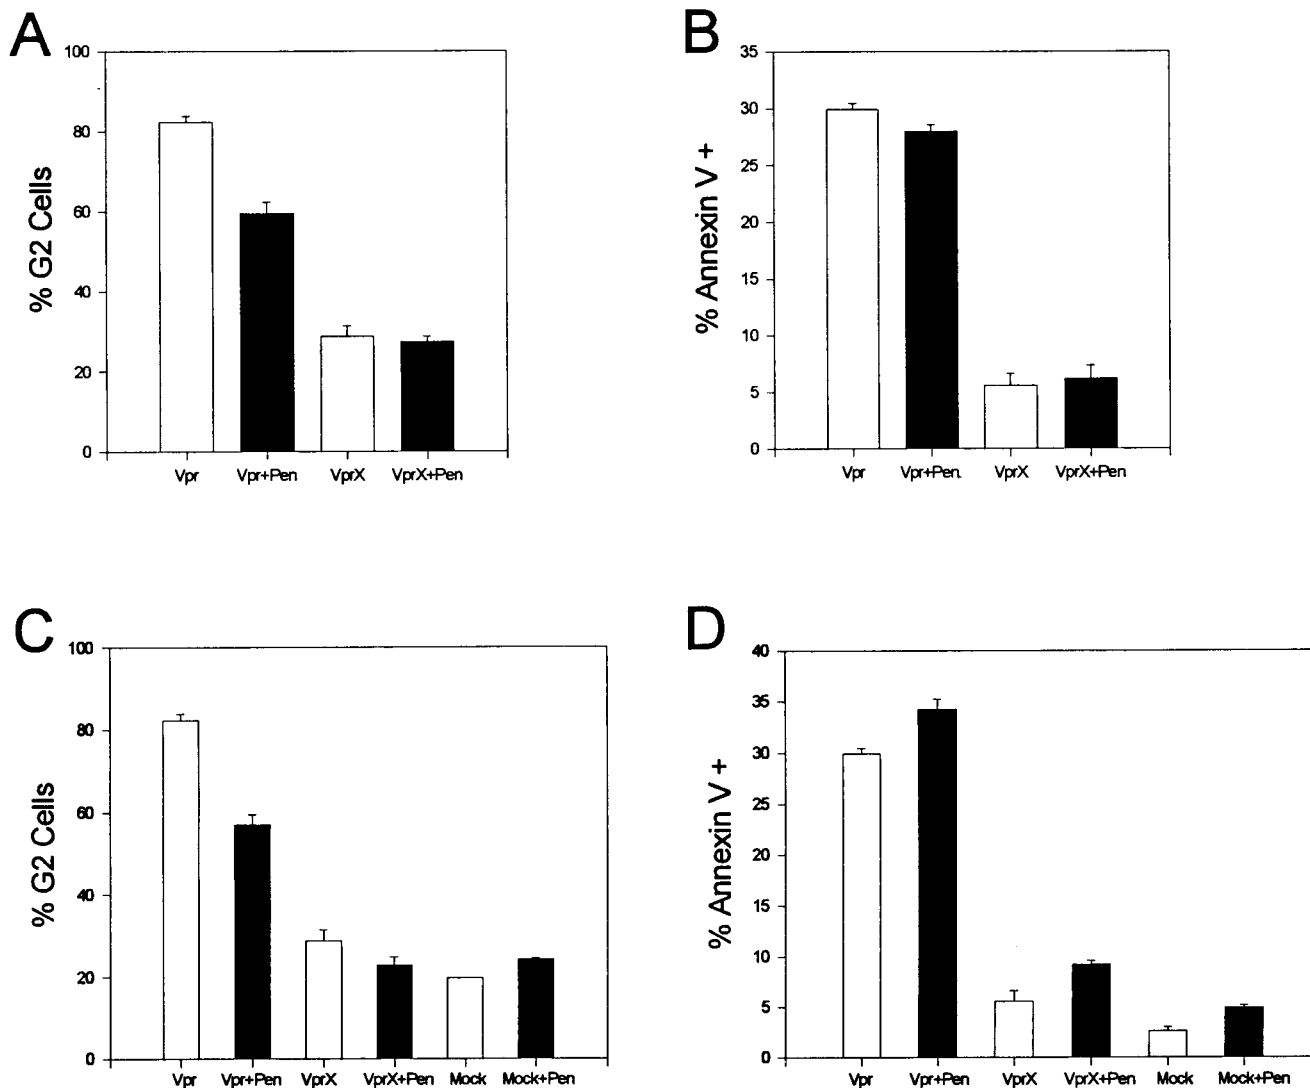 A
100
80
60
40
20
0
% G2 Cells
Vpr Vpr+Pen VprX VprX+Pen
B
35
30
25
20
15
10
5
0
% Annexin V +
Vpr Vpr+Pen. VprX VprX+Pen
C
100
80
60
40
20
0
% G2 Cells
Vpr Vpr+Pen VprX VprX+Pen Mock Mock+Pen
D
40
35
30
25
20
15
10
5
0
% Annexin V +
Vpr Vpr+Pen VprX VprX+Pen Mock Mock+Pen